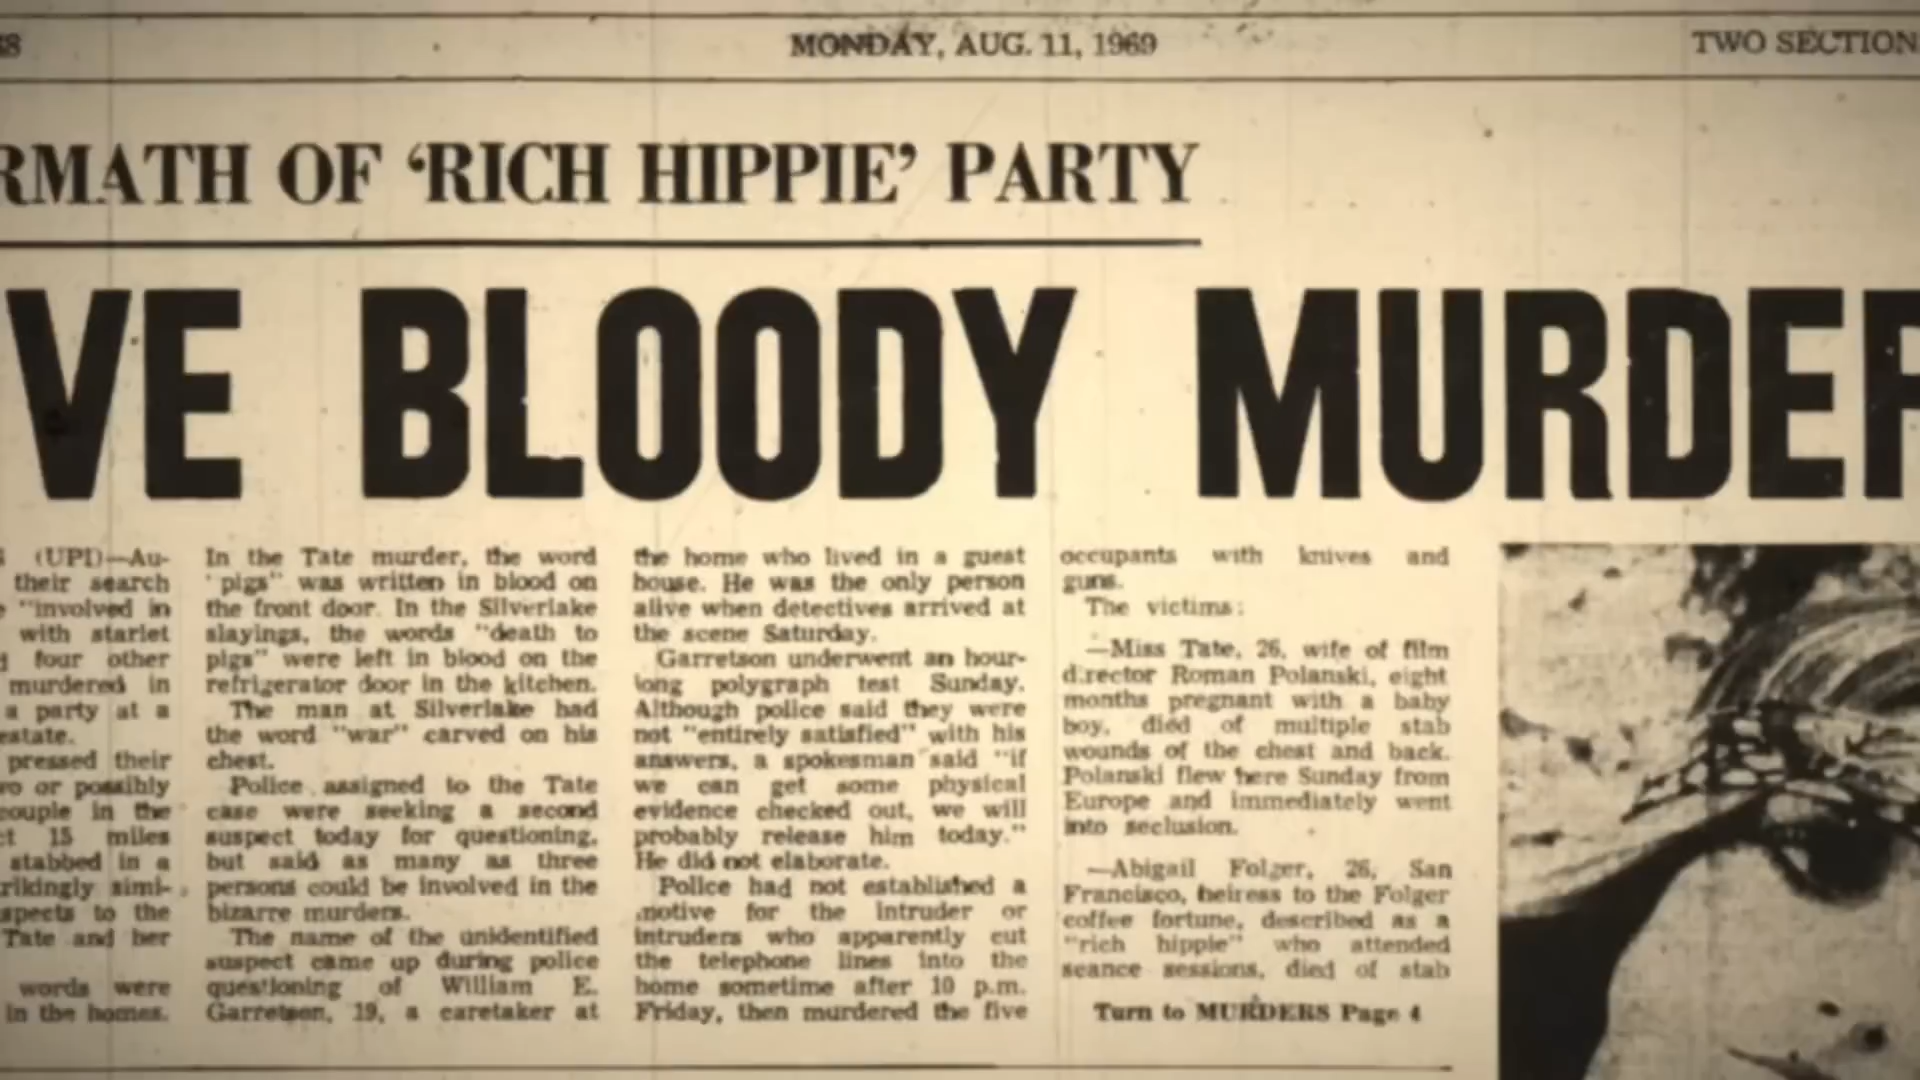 68
MONDAY, AUG. 11, 1969
TWO SECTION
RMATH OF ‘RICH HIPPIE’ PARTY
VE BLOODY MURDER
(UPI)—Au-
their search
"involved in
with starlet
four other
murdered in
a party at a
estate.
pressed their
or possibly
couple in the
15 miles
stabbed in a
rikingly simi-
spects to the
Tate and her
words were
in the homes.
In the Tate murder, the word
pigs" was written in blood on
the front door. In the Silverlake
slayings, the words "death to
pigs" were left in blood on the
refrigerator door in the kitchen.
The man at Silverlake had
the word "war" carved on his
chest.
Police assigned to the Tate
case were seeking a second
suspect today for questioning,
but said as many as three
persons could be involved in the
bizarre murders.
The name of the unidentified
suspect came up during police
questioning of William E.
Garretson, 19, a caretaker at
the home who lived in a guest
house. He was the only person
alive when detectives arrived at
the scene Saturday.
Garretson underwent an hour-
long polygraph test Sunday.
Although police said they were
not "entirely satisfied" with his
answers, a spokesman said "if
we can get some physical
evidence checked out, we will
probably release him today."
He did not elaborate.
Police had not established a
motive for the intruder or
intruders who apparently cut
the telephone lines into the
home sometime after 10 p.m.
Friday, then murdered the five
occupants with knives and
guns.
The victims:
—Miss Tate, 26, wife of film
director Roman Polanski, eight
months pregnant with a baby
boy, died of multiple stab
wounds of the chest and back.
Polanski flew here Sunday from
Europe and immediately went
into seclusion.
—Abigail Folger, 26, San
Francisco, heiress to the Folger
coffee fortune, described as a
"rich hippie" who attended
seance sessions, died of stab
Turn to MURDERS Page 4